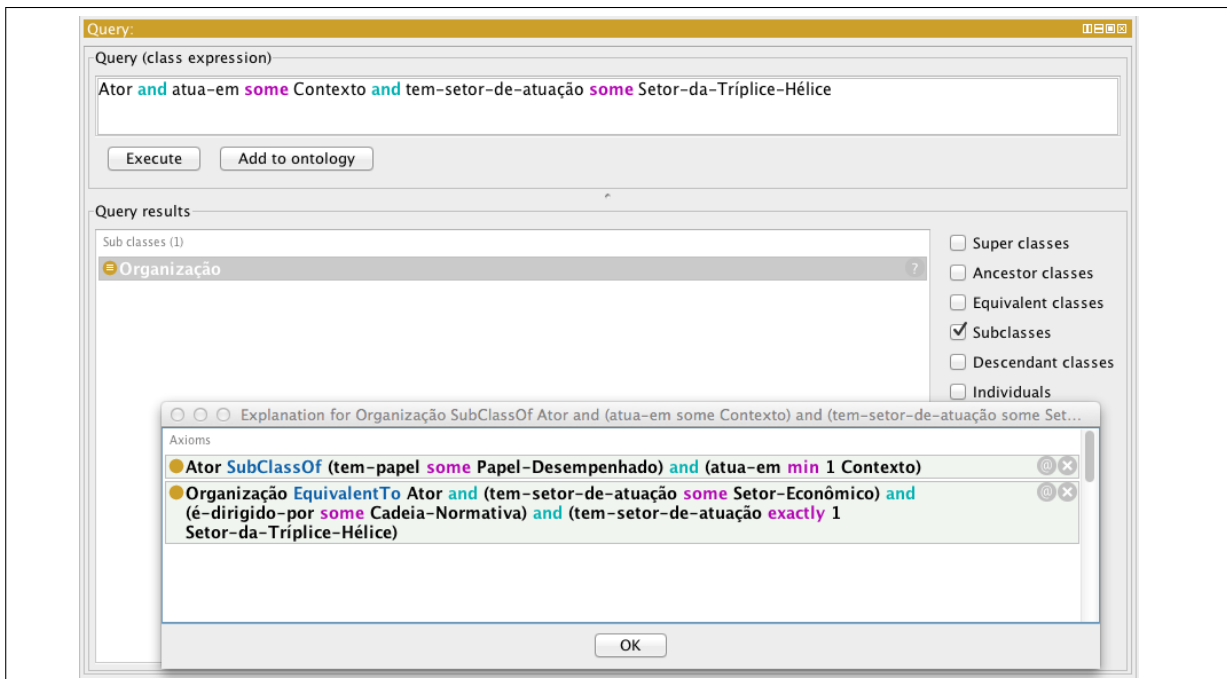 Query:
Query (class expression)
Ator and atua-em some Contexto and tem-setor-de-atuação some Setor-da-Tríplice-Hélice
Execute
Add to ontology
Query results
Sub classes (1)
Organização
?
Super classes
Ancestor classes
Equivalent classes
Subclasses
Descendant classes
Individuals
Explanation for Organização SubClassOf Ator and (atua-em some Contexto) and (tem-setor-de-atuação some Set...
Axioms
Ator SubClassOf (tem-papel some Papel-Desempenhado) and (atua-em min 1 Contexto)
@
Organização EquivalentTo Ator and (tem-setor-de-atuação some Setor-Econômico) and
@
(é-dirigido-por some Cadeia-Normativa) and (tem-setor-de-atuação exactly 1
Setor-da-Tríplice-Hélice)
OK